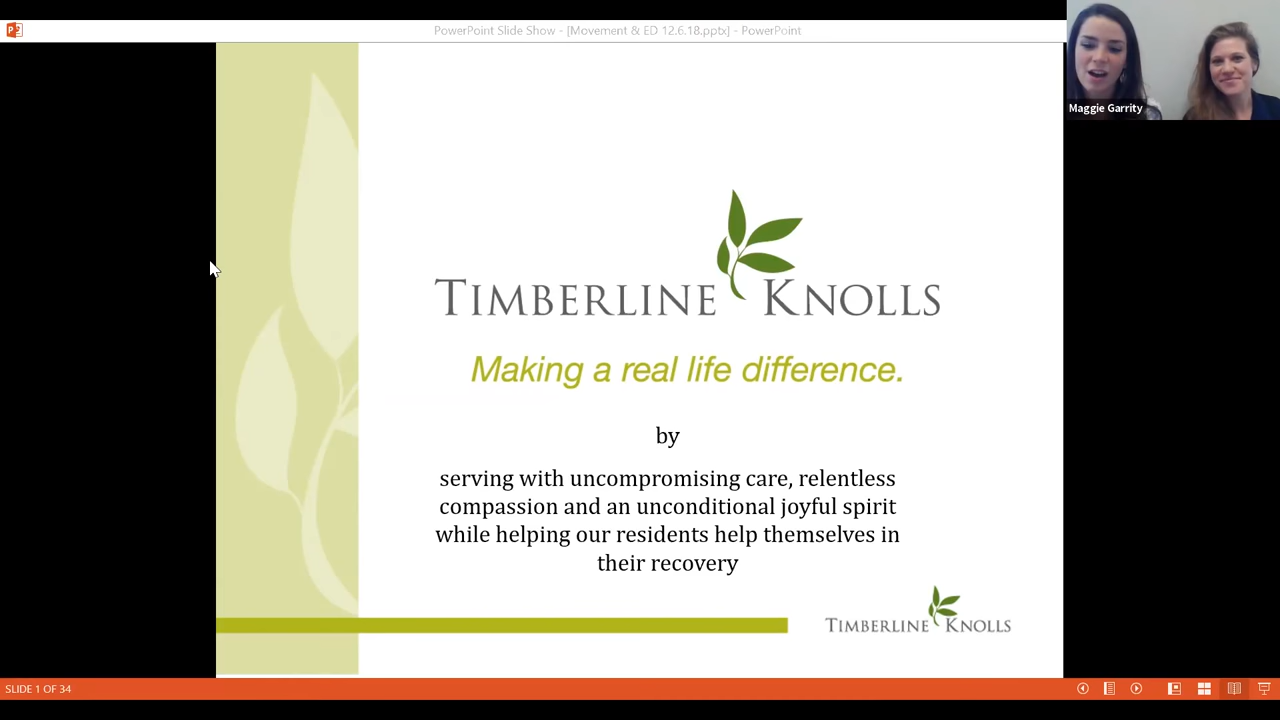 PowerPoint Slide Show - [Movement & ED 12.6.18.pptx] - PowerPoint
Maggie Garrity
TIMBERLINE KNOLLS
Making a real life difference.
by
serving with uncompromising care, relentless
compassion and an unconditional joyful spirit
while helping our residents help themselves in
their recovery
TIMBERLINE KNOLLS
SLIDE 1 OF 34